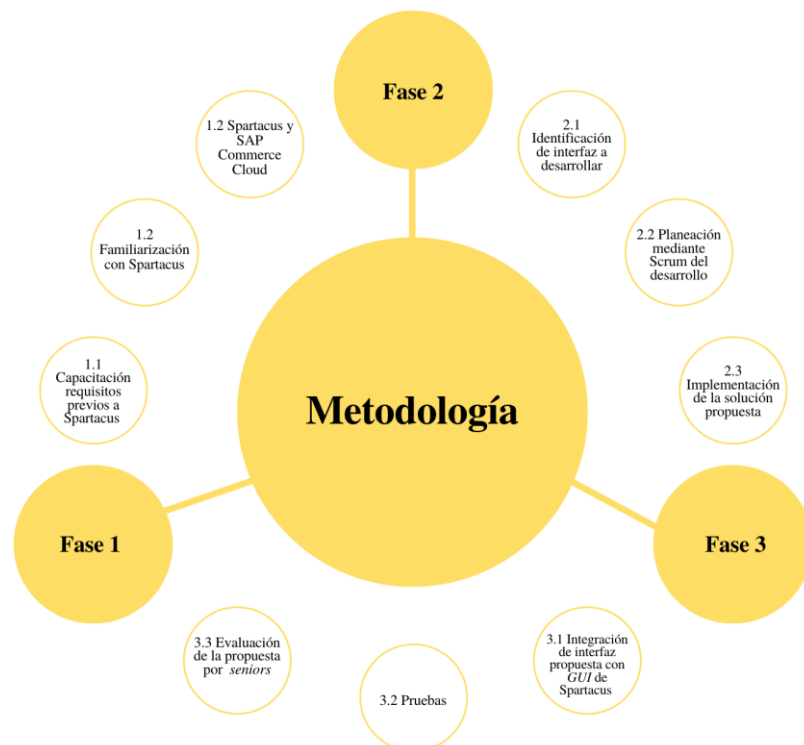 Fase 2
1.2 Spartacus y
SAP
Commerce
Cloud
2.1
Identificación
de interfaz a
desarrollar
1.2
Familiarización
con Spartacus
2.2 Planeación
mediante
Scrum del
desarrollo
1.1
Capacitación
requisitos
previos a
Spartacus
Metodología
2.3
Implementación
de la solución
propuesta
Fase 1
Fase 3
3.3 Evaluación
de la propuesta
por seniors
3.2 Pruebas
3.1 Integración
de interfaz
propuesta con
GUI de
Spartacus